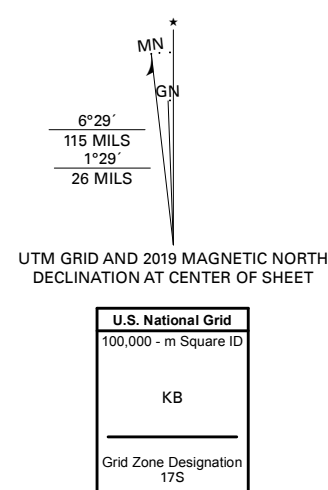 ★
MN
GN
6°29´
115 MILS
1°29´
26 MILS
UTM GRID AND 2019 MAGNETIC NORTH
DECLINATION AT CENTER OF SHEET
U.S. National Grid
100,000 - m Square ID
KB
Grid Zone Designation
17S